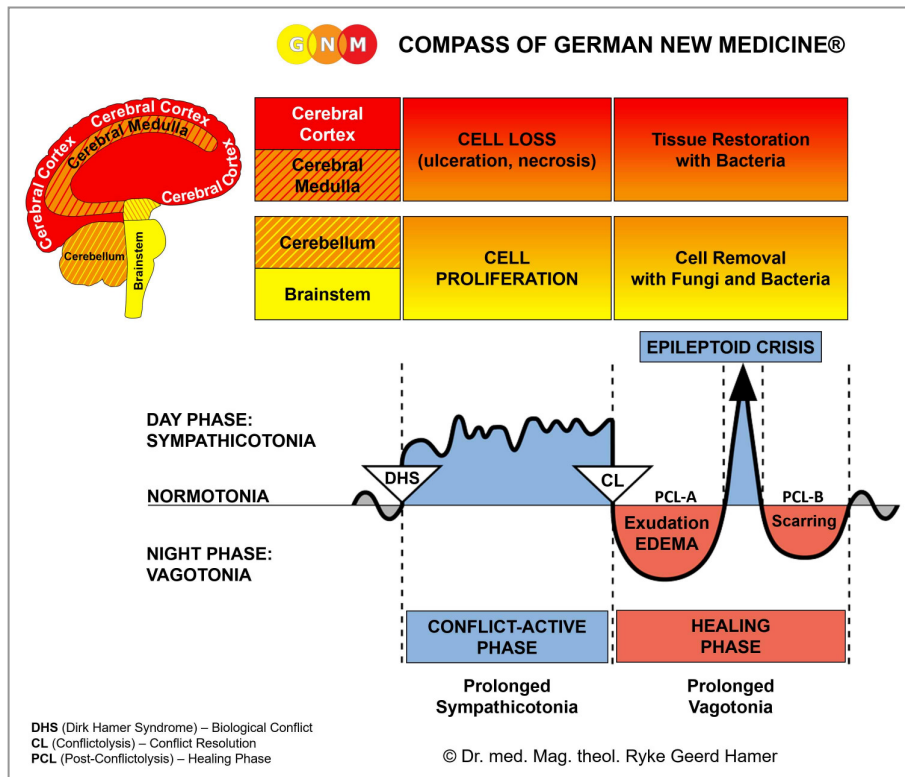 G N M COMPASS OF GERMAN NEW MEDICINE®
Cerebral Cortex
Cerebral Medulla
Cerebral Cortex
Cerebral Cortex
Cerebral Cortex
Cerebellum
Brainstem
Cerebral
Cortex
Cerebral
Medulla
CELL LOSS
(ulceration, necrosis)
Tissue Restoration
with Bacteria
Cerebellum
Brainstem
CELL
PROLIFERATION
Cell Removal
with Fungi and Bacteria
EPILEPTOID CRISIS
DAY PHASE:
SYMPATHICOTONIA
DHS
CL
NORMOTONIA
PCL-A
PCL-B
Exudation
EDEMA
Scarring
NIGHT PHASE:
VAGOTONIA
CONFLICT-ACTIVE
PHASE
HEALING
PHASE
Prolonged
Sympathicotonia
Prolonged
Vagotonia
DHS (Dirk Hamer Syndrome) – Biological Conflict
CL (Conflictolysis) – Conflict Resolution
PCL (Post-Conflictolysis) – Healing Phase
© Dr. med. Mag. theol. Ryke Geerd Hamer